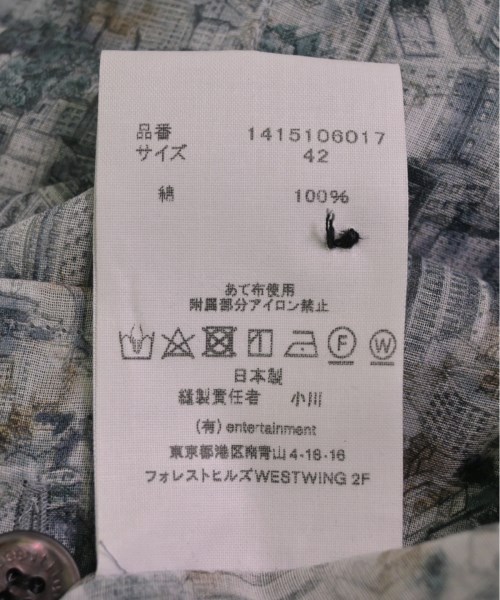 品番 1415106017
サイズ 42
綿 100%
あて布使用
附属部分アイロン禁止
F W
日本製
縫製責任者 小川
(有) entertainment
東京都港区南青山4-18-16
フォレストヒルズWESTWING 2F